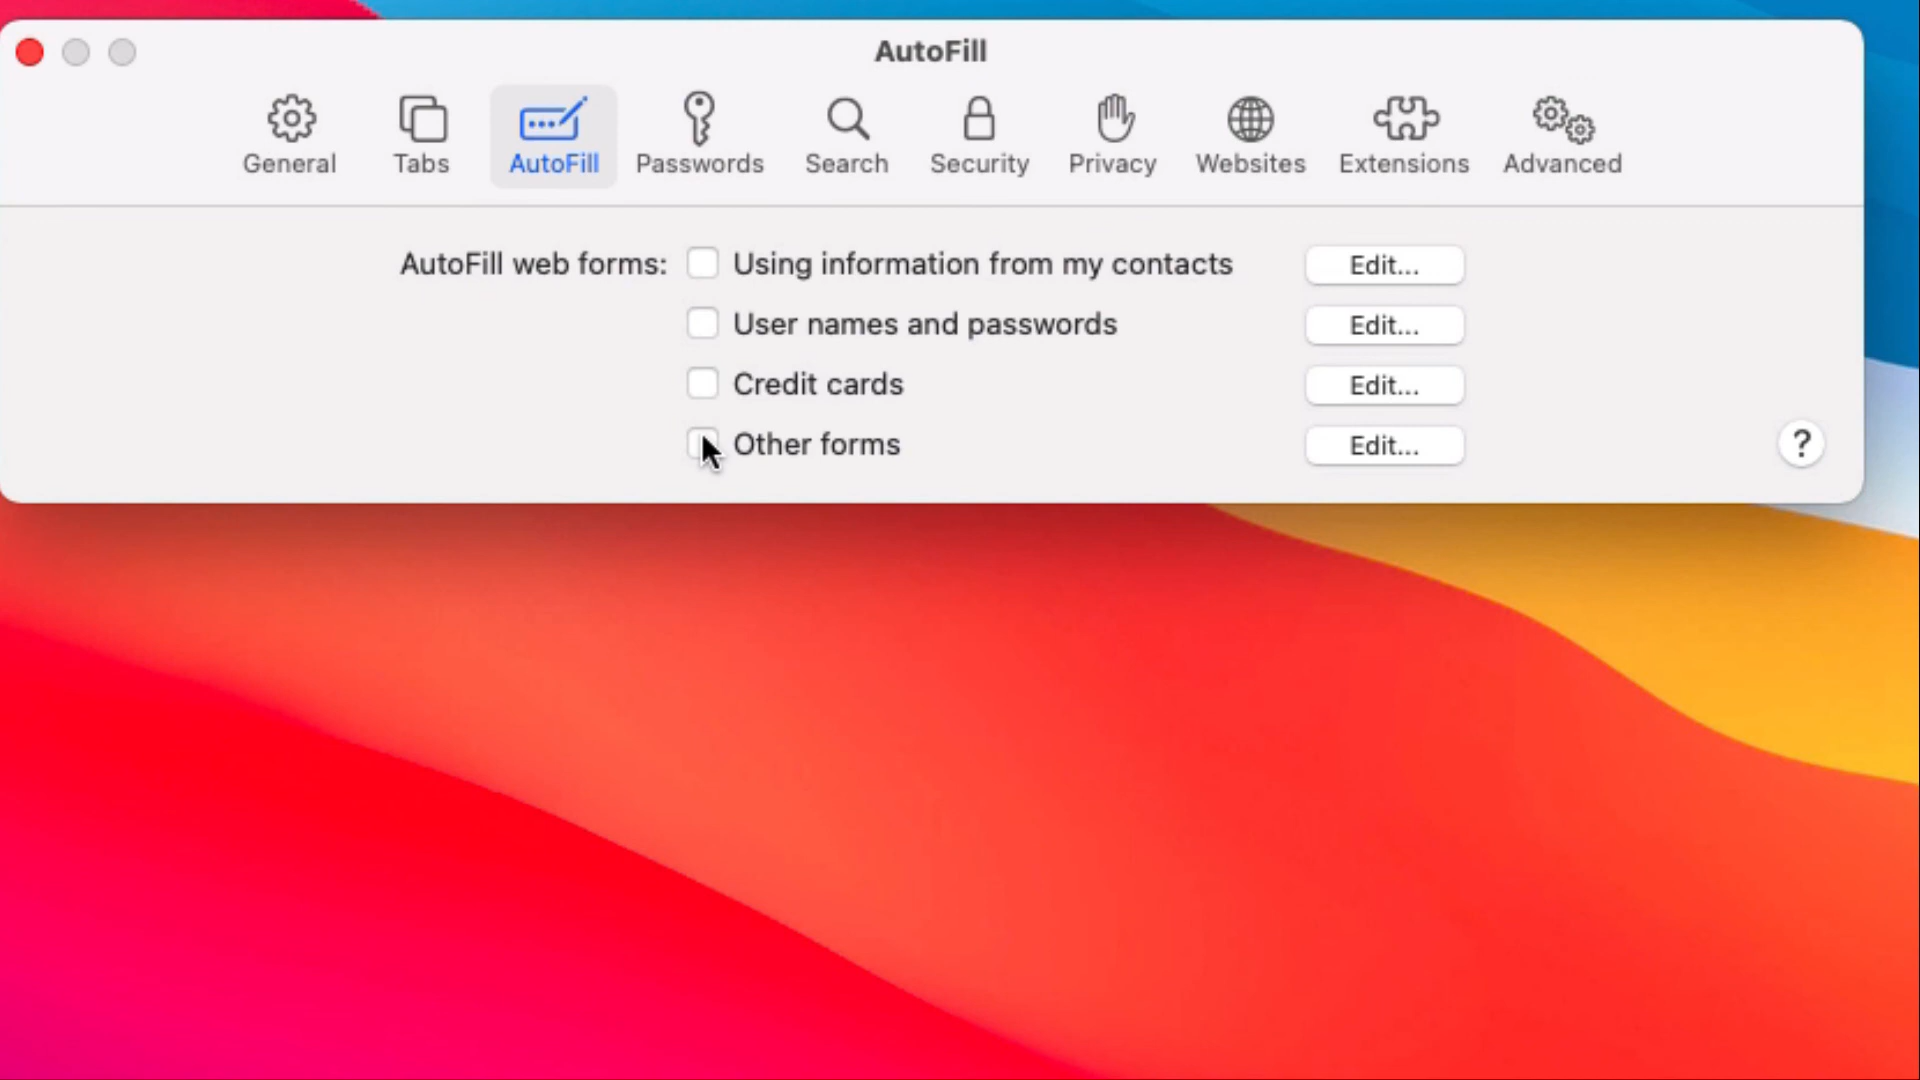 AutoFill
General Tabs AutoFill Passwords Search Security Privacy Websites Extensions Advanced
AutoFill web forms: Using information from my contacts Edit...
User names and passwords Edit...
Credit cards Edit...
Other forms Edit... ?